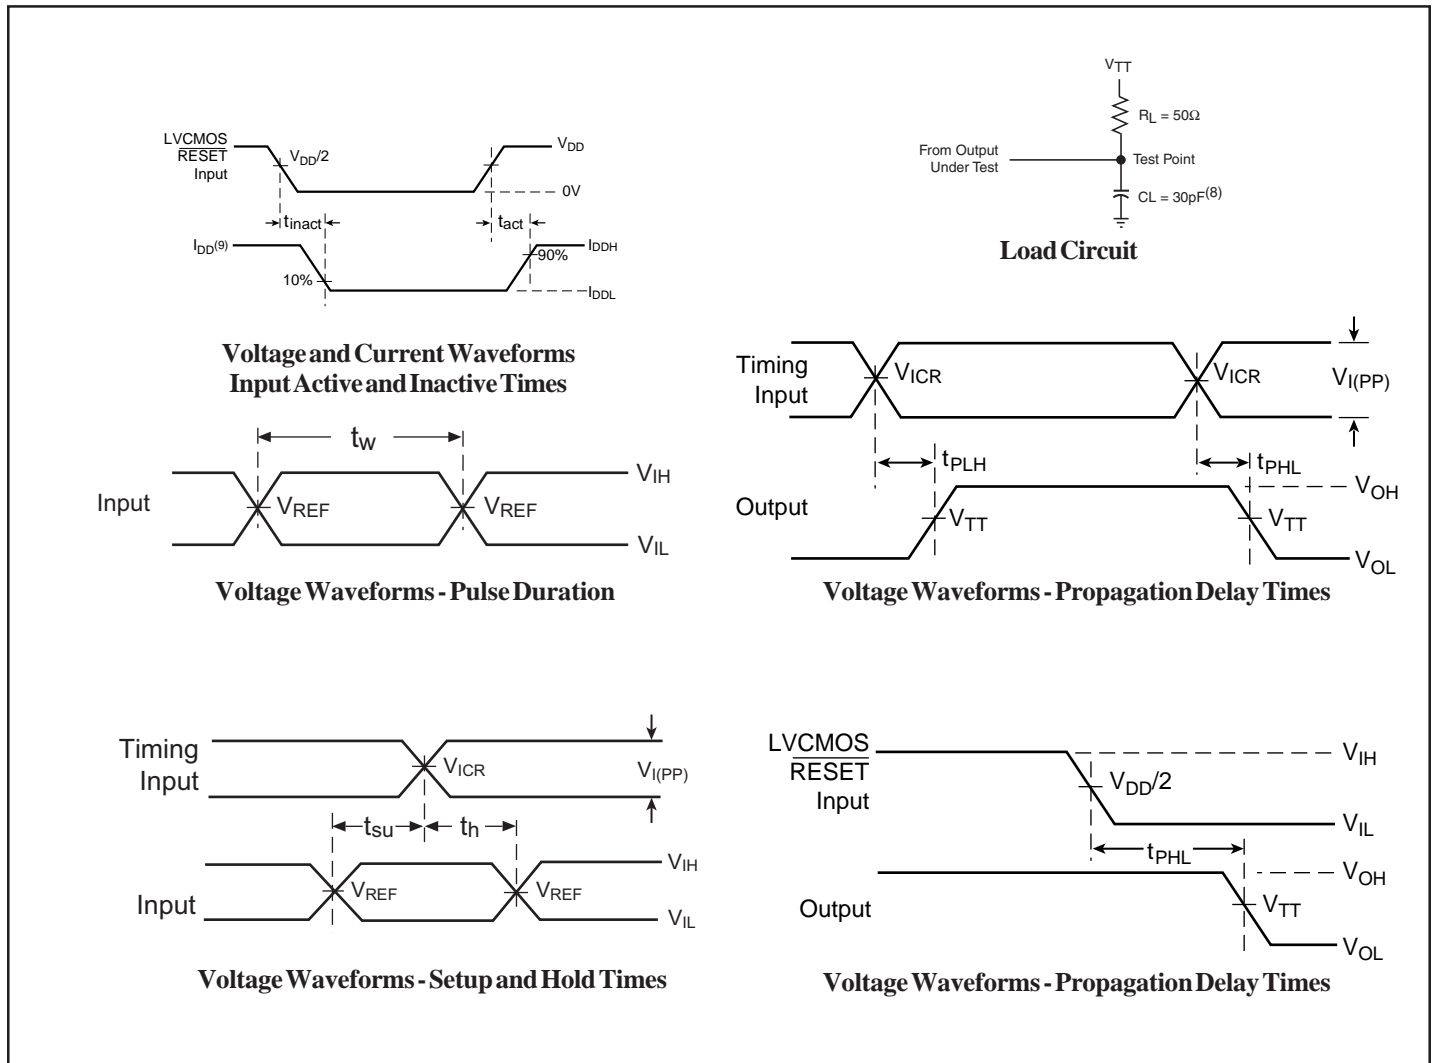 LVCMOS
RESET
Input
VDD/2
VDD
0V
tinact
tact
IDD(9)
IDDH
90%
10%
IDDL
Voltage and Current Waveforms
Input Active and Inactive Times
VTT
RL = 50Ω
From Output
Under Test
Test Point
CL = 30pF(8)
Load Circuit
tw
Input
VREF
VREF
VIH
VIL
Voltage Waveforms - Pulse Duration
Timing
Input
VICR
VICR
VI(PP)
tPLH
tPHL
Output
VTT
VTT
VOH
VOL
Voltage Waveforms - Propagation Delay Times
Timing
Input
VICR
VI(PP)
tsu
th
Input
VREF
VREF
VIH
VIL
Voltage Waveforms - Setup and Hold Times
LVCMOS
RESET
Input
VDD/2
VIH
VIL
tPHL
Output
VTT
VOH
VOL
Voltage Waveforms - Propagation Delay Times